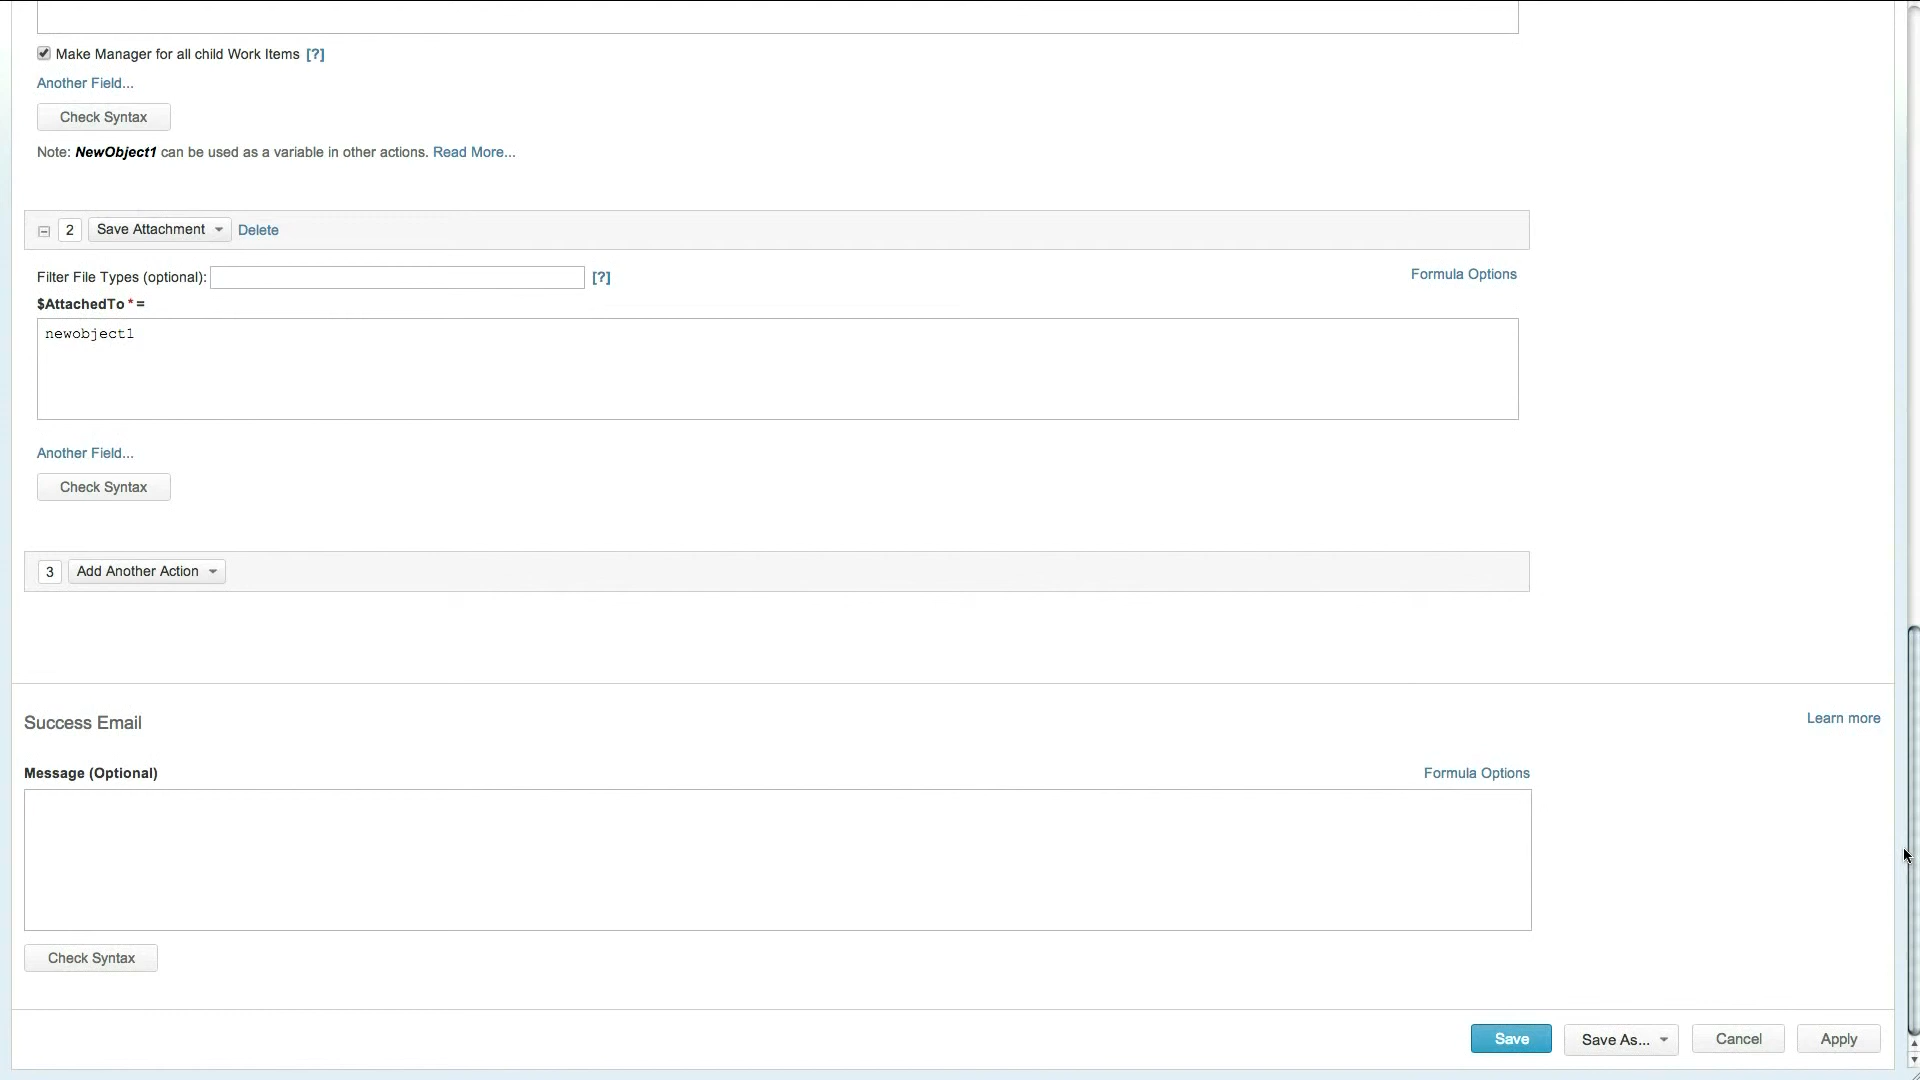 Make Manager for all child Work Items [?]
Another Field...
Check Syntax
Note: NewObject1 can be used as a variable in other actions. Read More...
2 Save Attachment Delete
Filter File Types (optional): [?] Formula Options
$AttachedTo * =
newobject1
Another Field...
Check Syntax
3 Add Another Action
Success Email Learn more
Message (Optional) Formula Options
Check Syntax
Save Save As... Cancel Apply